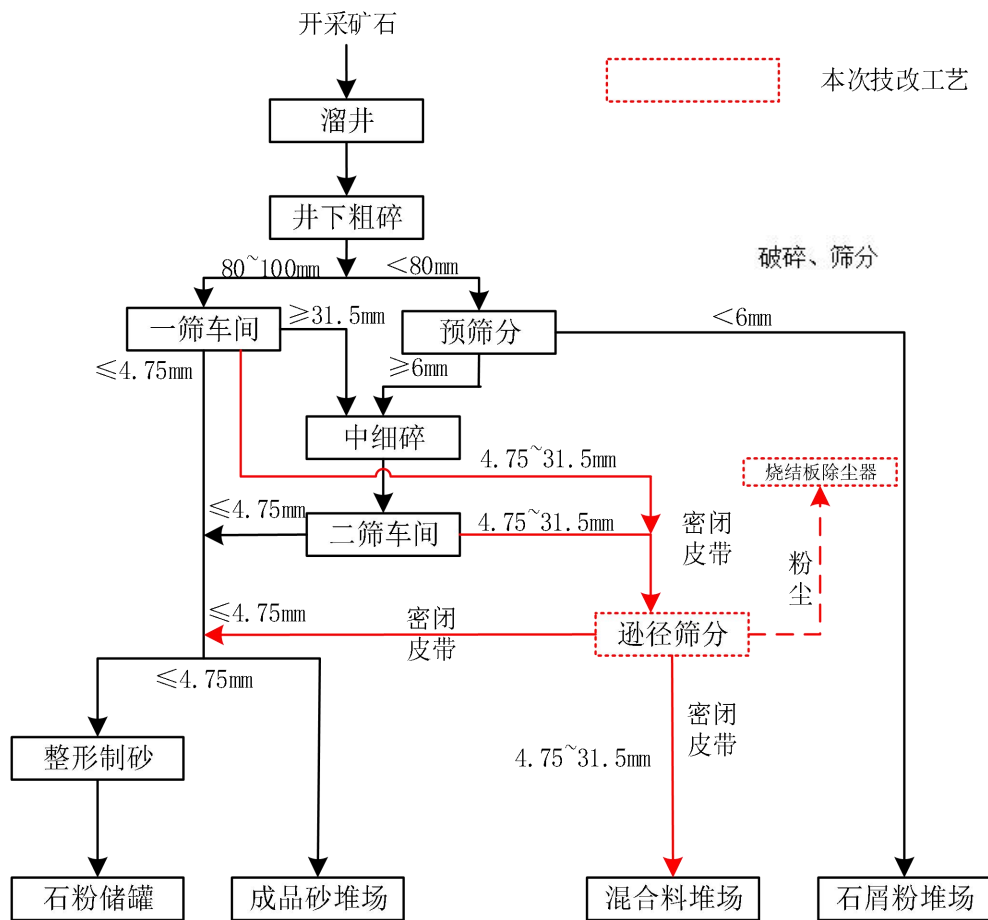 开采矿石
本次技改工艺
溜井
井下粗碎
破碎、筛分
80~100mm
<80mm
一筛车间
≥31.5mm
预筛分
<6mm
≤4.75mm
≥6mm
中细碎
4.75~31.5mm
烧结板除尘器
≤4.75mm
二筛车间
4.75~31.5mm
密闭
皮带
粉尘
≤4.75mm
密闭
皮带
逊径筛分
≤4.75mm
密闭
皮带
整形制砂
4.75~31.5mm
石粉储罐
成品砂堆场
混合料堆场
石屑粉堆场